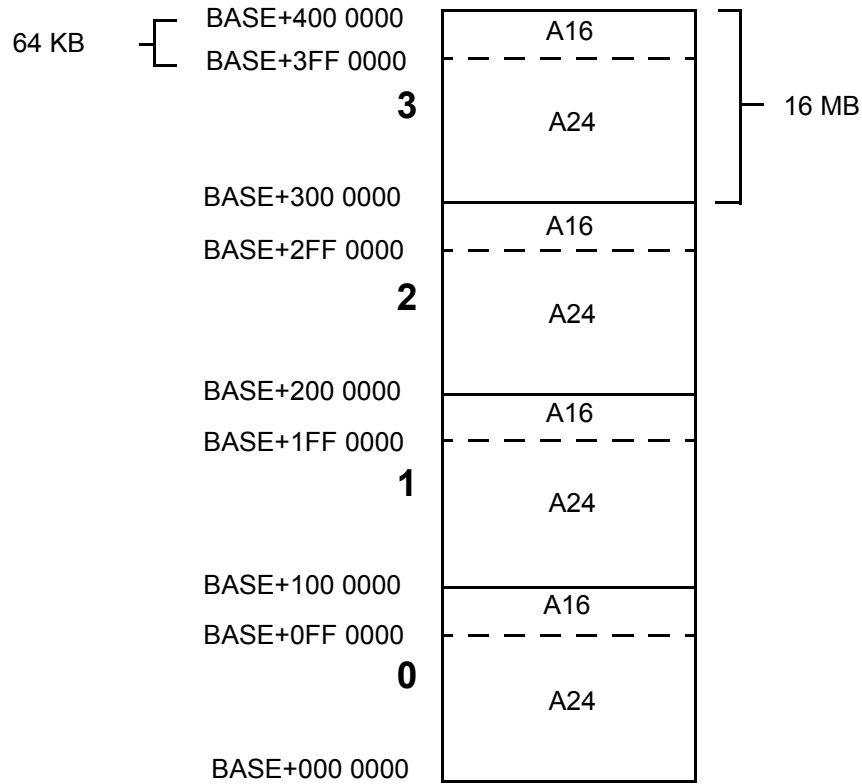 BASE+400 0000
A16
64 KB
BASE+3FF 0000
3
A24
16 MB
BASE+300 0000
A16
BASE+2FF 0000
2
A24
BASE+200 0000
A16
BASE+1FF 0000
1
A24
BASE+100 0000
A16
BASE+0FF 0000
0
A24
BASE+000 0000